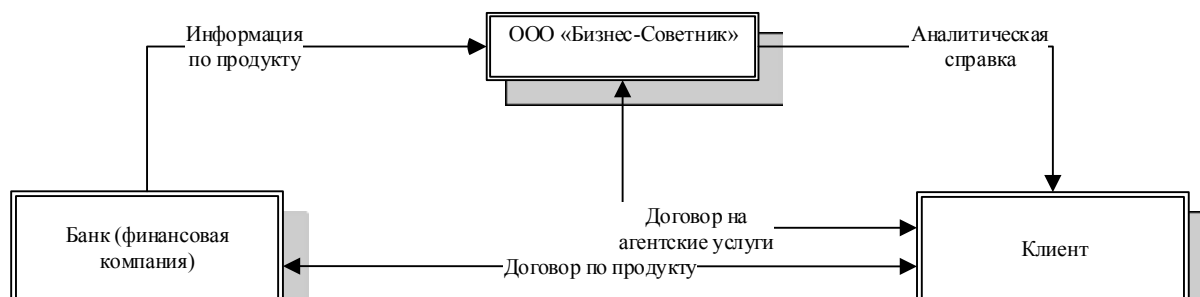 Информация
по продукту
ООО «Бизнес-Советник»
Аналитическая
справка
Банк (финансовая
компания)
Договор на
агентские услуги
Договор по продукту
Клиент